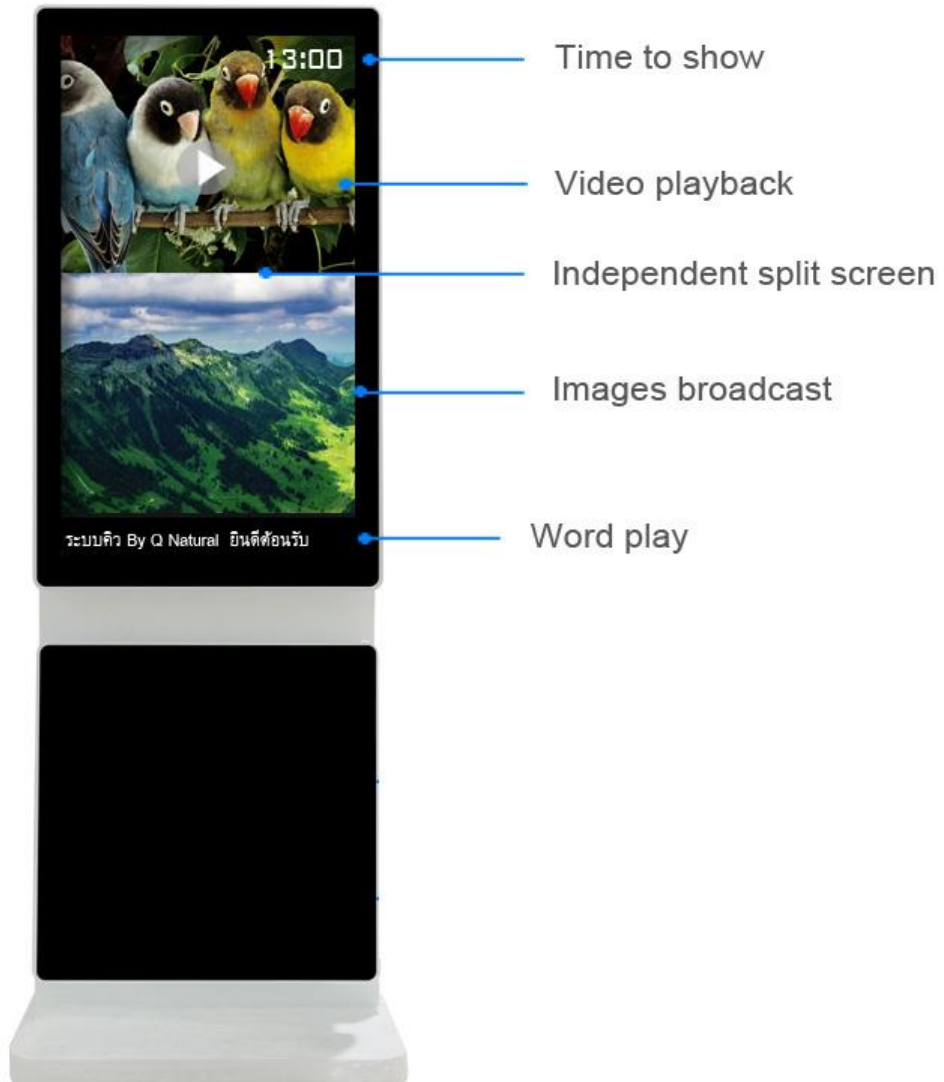 13:00
Time to show
Video playback
Independent split screen
Images broadcast
ระบบคิว By Q Natural ยินดีต้อนรับ
Word play